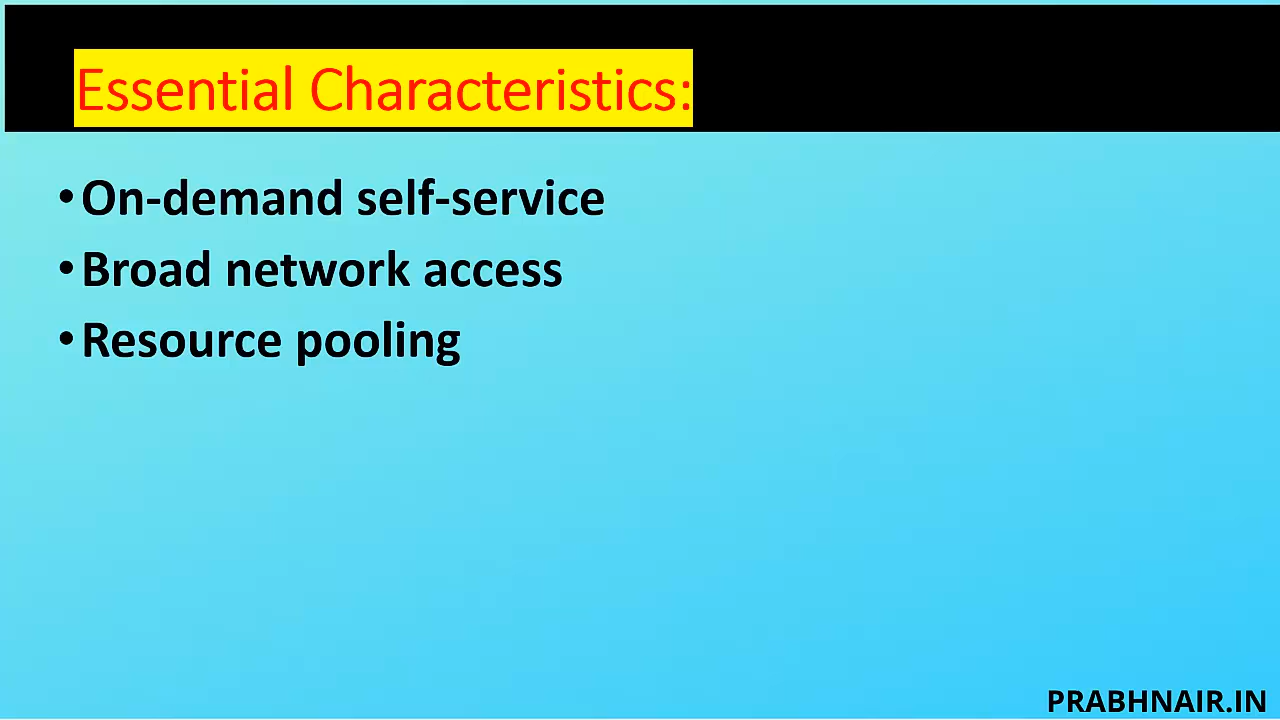 Essential Characteristics:
•On-demand self-service
•Broad network access
•Resource pooling
PRABHNAIR.IN